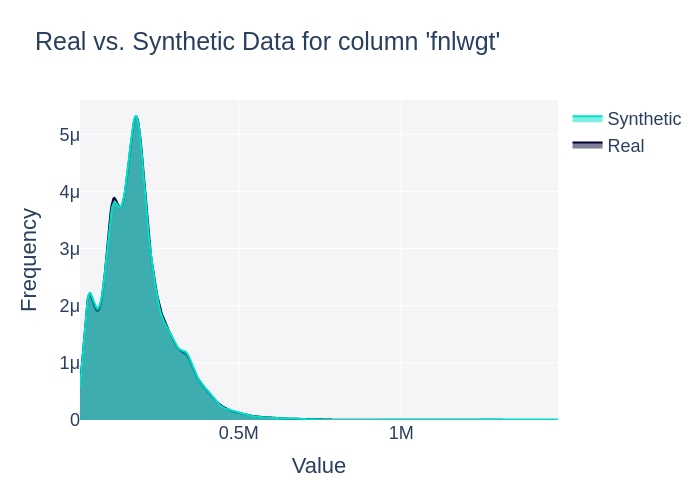 Real vs. Synthetic Data for column 'fnlwgt'
Synthetic
Real
5μ
4μ
3μ
2μ
1μ
0
0.5M
1M
Frequency
Value